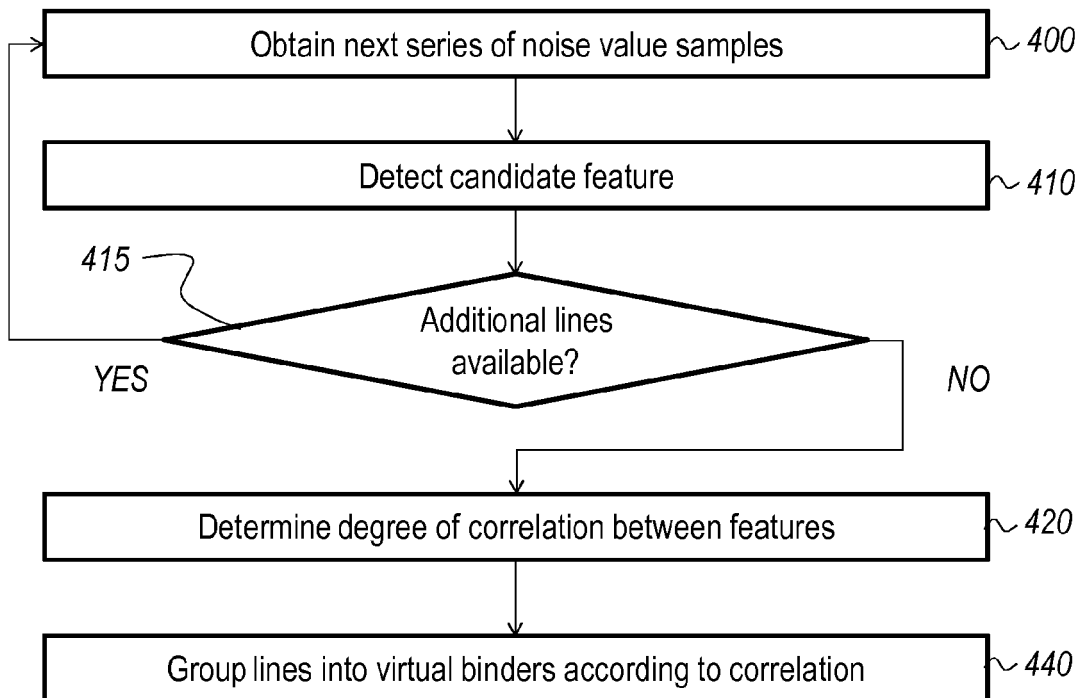 Obtain next series of noise value samples
400
Detect candidate feature
410
415
Additional lines
available?
YES
NO
Determine degree of correlation between features
420
Group lines into virtual binders according to correlation
440